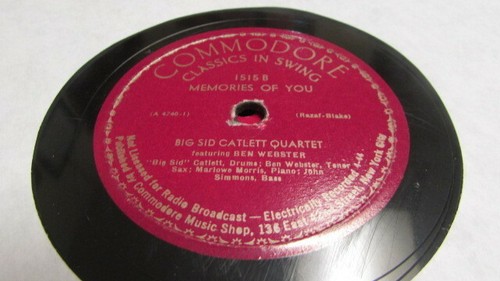 COMMODORE
CLASSICS IN SWING
1515 B
MEMORIES OF YOU
(A 4740-1)
(Razaf-Blake)
BIG SID CATLETT QUARTET
featuring BEN WEBSTER
"Big Sid" Catlett, Drums; Ben Webster, Tenor
Sax; Marlowe Morris, Piano; John
Simmons, Bass
Not Licensed for Radio Broadcast — Electrically Recorded
Published by Commodore Music Shop, 136 East 42 Street, New York City